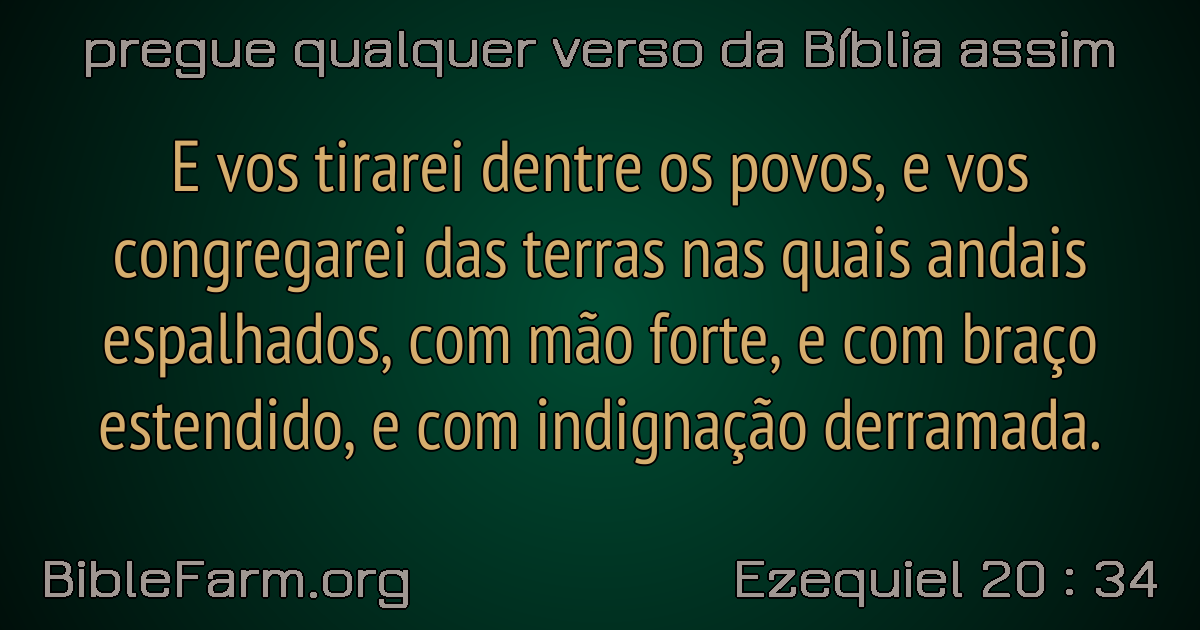 pregue qualquer verso da Bíblia assim
E vos tirarei dentre os povos, e vos
congregarei das terras nas quais andais
espalhados, com mão forte, e com braço
estendido, e com indignação derramada.
BibleFarm.org
Ezequiel 20 : 34